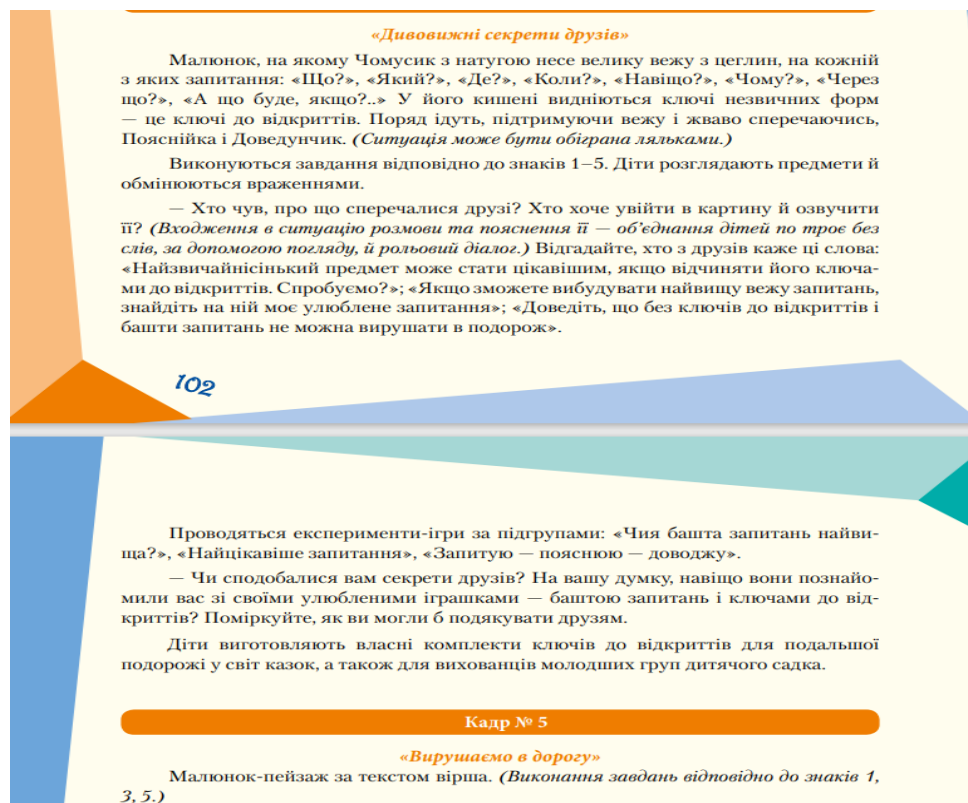 «Дивовижні секрети друзів»
Малюнок, на якому Чомусик з натугою несе велику вежу з цеглин, на кожній
з яких запитання: «Що?», «Який?», «Де?», «Коли?», «Навіщо?», «Чому?», «Через
що?», «А що буде, якщо?..» У його кишені видніються ключі незвичних форм
— це ключі до відкриттів. Поряд ідуть, підтримуючи вежу і жваво сперечаючись,
Пояснійка і Доведунчик. (Ситуація може бути обіграна ляльками.)
Виконуються завдання відповідно до знаків 1–5. Діти розглядають предмети й
обмінюються враженнями.
— Хто чув, про що сперечалися друзі? Хто хоче увійти в картину й озвучити
її? (Входження в ситуацію розмови та пояснення її — об’єднання дітей по троє без
слів, за допомогою погляду, й рольовий діалог.) Відгадайте, хто з друзів каже ці слова:
«Найзвичайнісінький предмет може стати цікавішим, якщо відчиняти його ключа-
ми до відкриттів. Спробуємо?»; «Якщо зможете вибудувати найвищу вежу запитань,
знайдіть на ній моє улюблене запитання»; «Доведіть, що без ключів до відкриттів і
башти запитань не можна вирушати в подорож».
102
Проводяться експерименти-ігри за підгрупами: «Чия башта запитань найви-
ща?», «Найцікавіше запитання», «Запитую — пояснюю — доводжу».
— Чи сподобалися вам секрети друзів? На вашу думку, навіщо вони познайо-
мили вас зі своїми улюбленими іграшками — баштою запитань і ключами до від-
криттів? Поміркуйте, як ви могли б подякувати друзям.
Діти виготовляють власні комплекти ключів до відкриттів для подальшої
подорожі у світ казок, а також для вихованців молодших груп дитячого садка.
Кадр № 5
«Вирушаємо в дорогу»
Малюнок-пейзаж за текстом вірша. (Виконання завдань відповідно до знаків 1,
3, 5.)